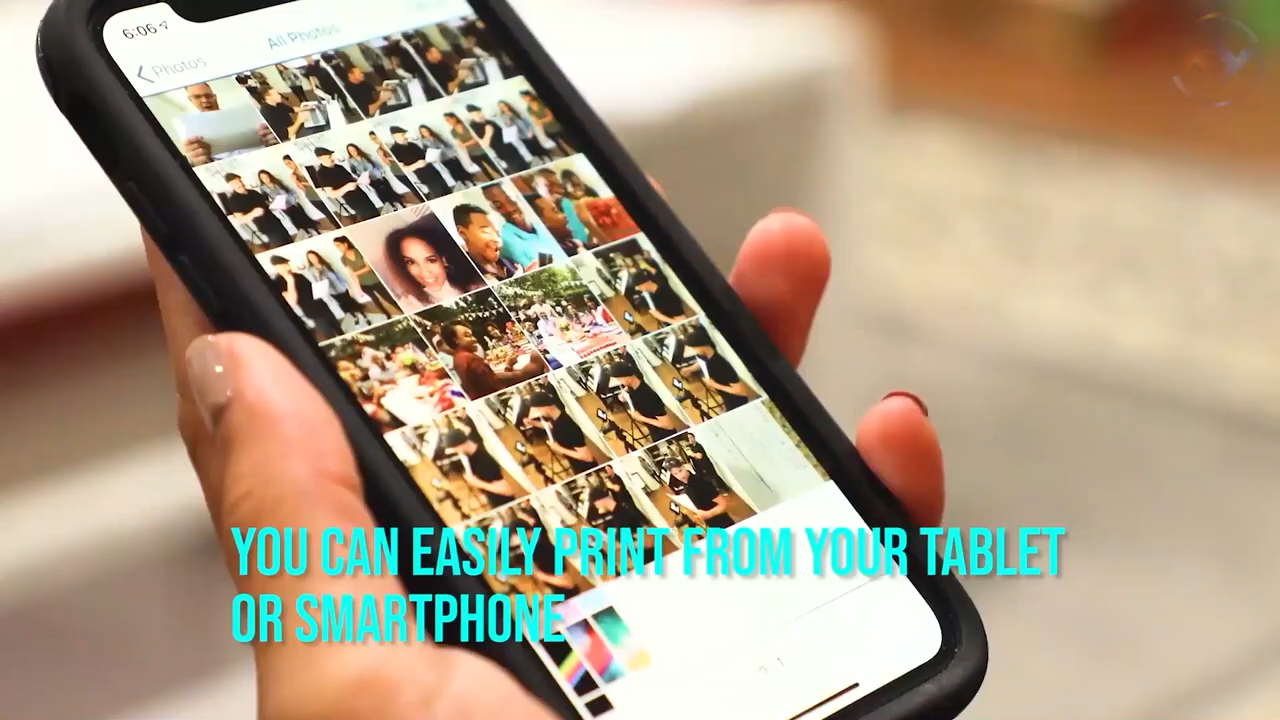 6:06
Photos
All Photos
YOU CAN EASILY PRINT FROM YOUR TABLET
OR SMARTPHONE